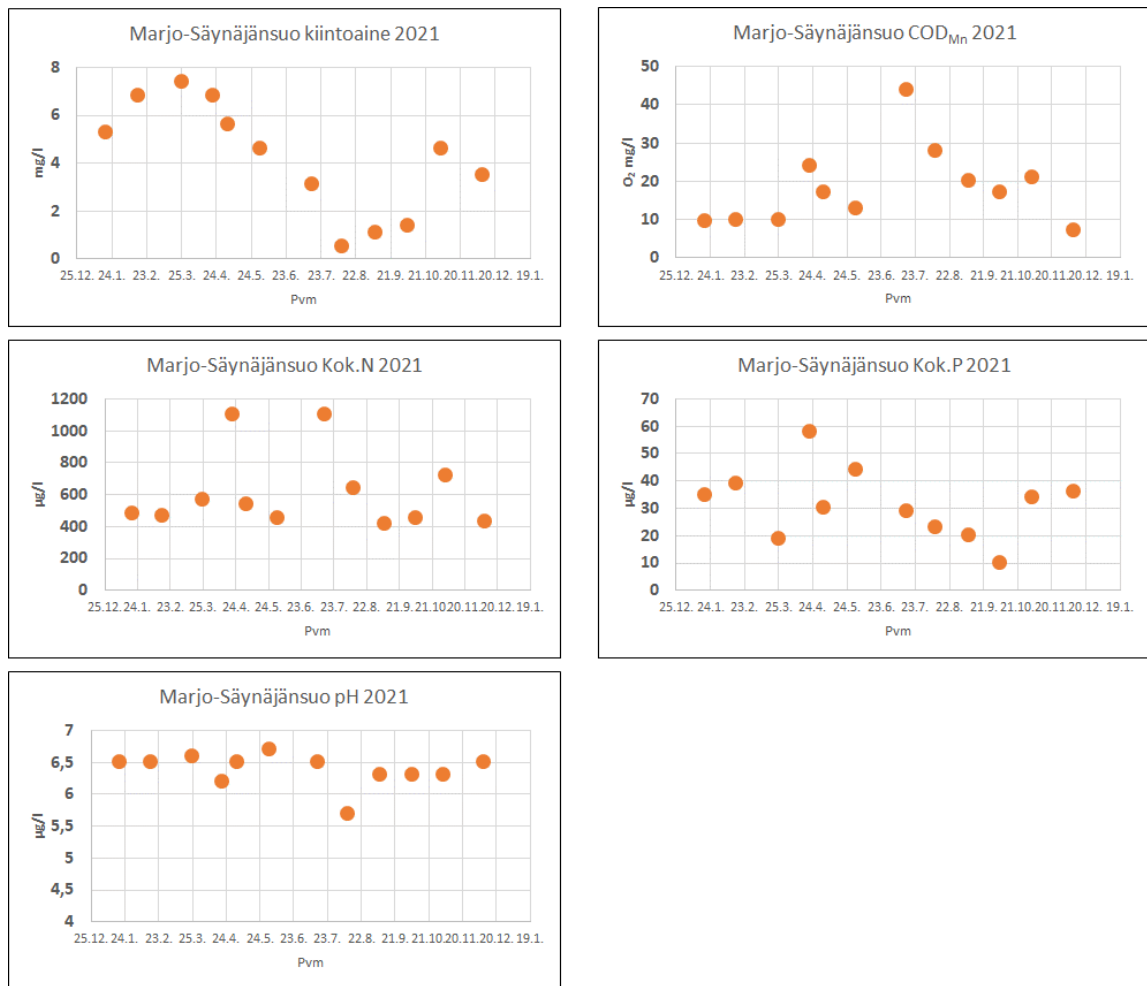 Marjo-Säynäjänsuo kiintoaine 2021
8
6
4
2
0
mg/l
25.12. 24.1. 23.2. 25.3. 24.4. 24.5. 23.6. 23.7. 22.8. 21.9. 21.10. 20.11. 20.12. 19.1.
Pvm
Marjo-Säynäjänsuo COD Mn 2021
50
40
30
20
10
0
O₂ mg/l
25.12. 24.1. 23.2. 25.3. 24.4. 24.5. 23.6. 23.7. 22.8. 21.9. 21.10. 20.11. 20.12. 19.1.
Pvm
Marjo-Säynäjänsuo Kok.N 2021
1200
1000
800
600
400
200
0
µg/l
25.12. 24.1. 23.2. 25.3. 24.4. 24.5. 23.6. 23.7. 22.8. 21.9. 21.10. 20.11. 20.12. 19.1.
Pvm
Marjo-Säynäjänsuo Kok.P 2021
70
60
50
40
30
20
10
0
µg/l
25.12. 24.1. 23.2. 25.3. 24.4. 24.5. 23.6. 23.7. 22.8. 21.9. 21.10. 20.11. 20.12. 19.1.
Pvm
Marjo-Säynäjänsuo pH 2021
7
6,5
6
5,5
5
4,5
4
µg/l
25.12. 24.1. 23.2. 25.3. 24.4. 24.5. 23.6. 23.7. 22.8. 21.9. 21.10. 20.11. 20.12. 19.1.
Pvm